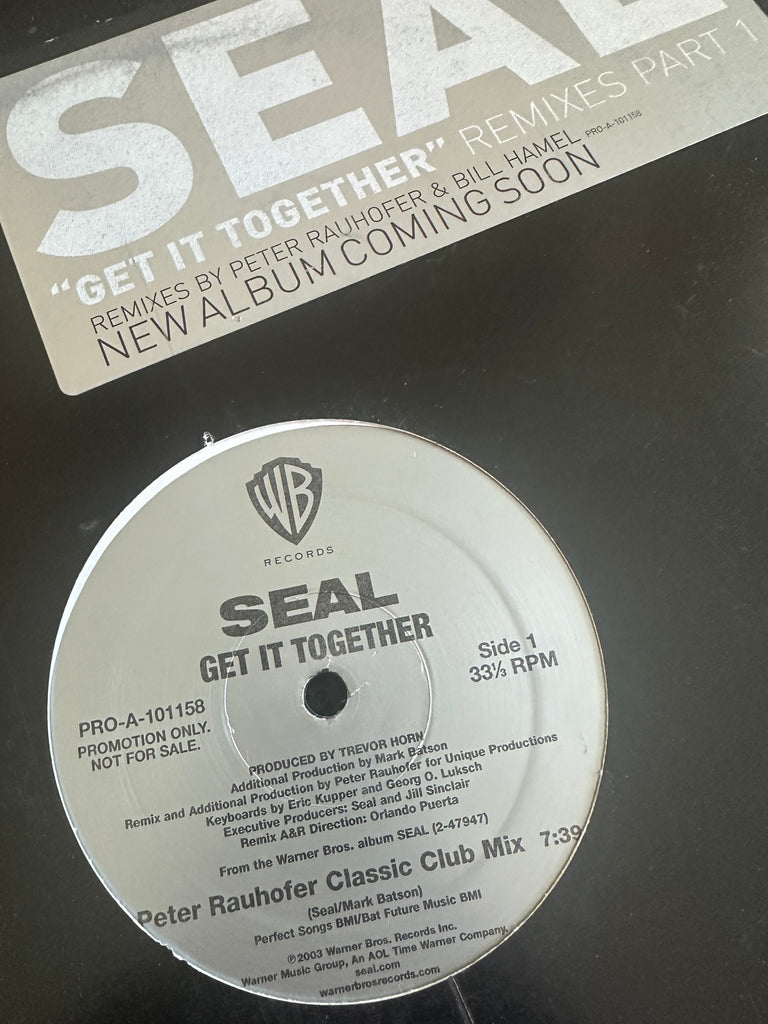 SEAL
"GET IT TOGETHER" REMIXES PART 1
REMIXES BY PETER RAUHOFER & BILL HAMEL PRO-A-101158
NEW ALBUM COMING SOON
WB
RECORDS
SEAL
GET IT TOGETHER
Side 1
33⅓ RPM
PRO-A-101158
PROMOTION ONLY.
NOT FOR SALE.
PRODUCED BY TREVOR HORN
Additional Production by Mark Batson
Remix and Additional Production by Peter Rauhofer for Unique Productions
Keyboards by Eric Kupper and Georg O. Luksch
Executive Producers: Seal and Jill Sinclair
Remix A&R Direction: Orlando Puerta
From the Warner Bros. album SEAL (2-47947)
Peter Rauhofer Classic Club Mix 7:39
(Seal/Mark Batson)
Perfect Songs BMI/Bat Future Music BMI
℗2003 Warner Bros. Records Inc.
Warner Music Group, An AOL Time Warner Company.
seal.com
warnerbrosrecords.com